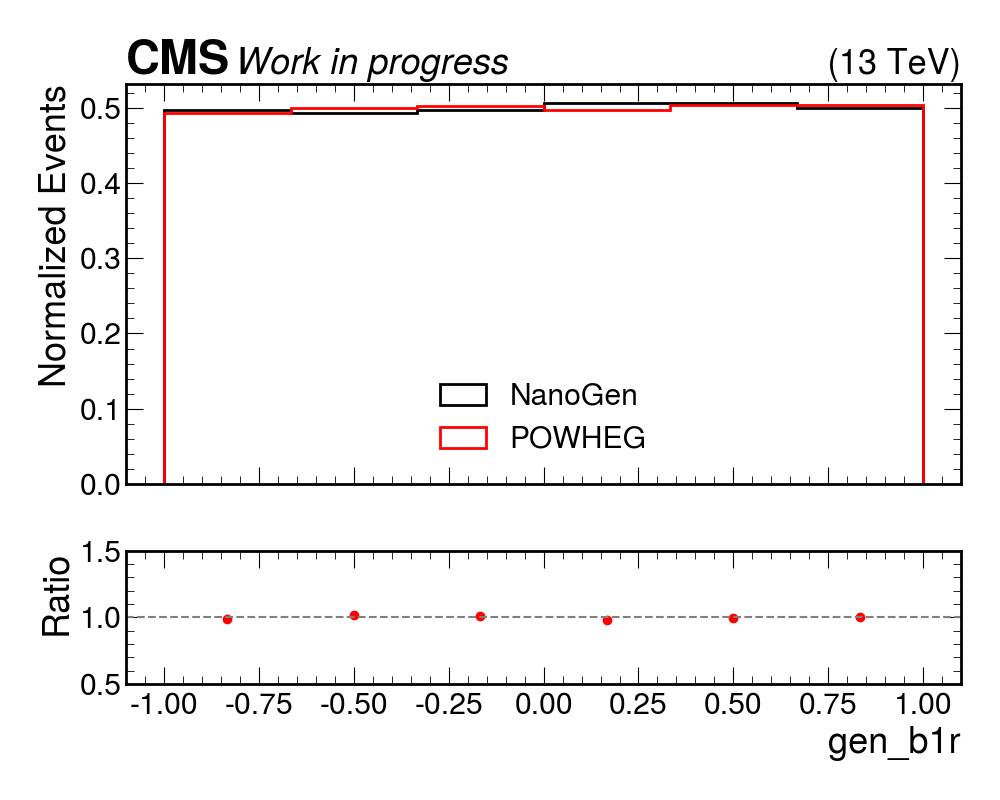 CMS Work in progress (13 TeV)
Normalized Events
0.5
0.4
0.3
0.2
0.1
0.0
NanoGen
POWHEG
Ratio
1.5
1.0
0.5
-1.00 -0.75 -0.50 -0.25 0.00 0.25 0.50 0.75 1.00
gen_b1r